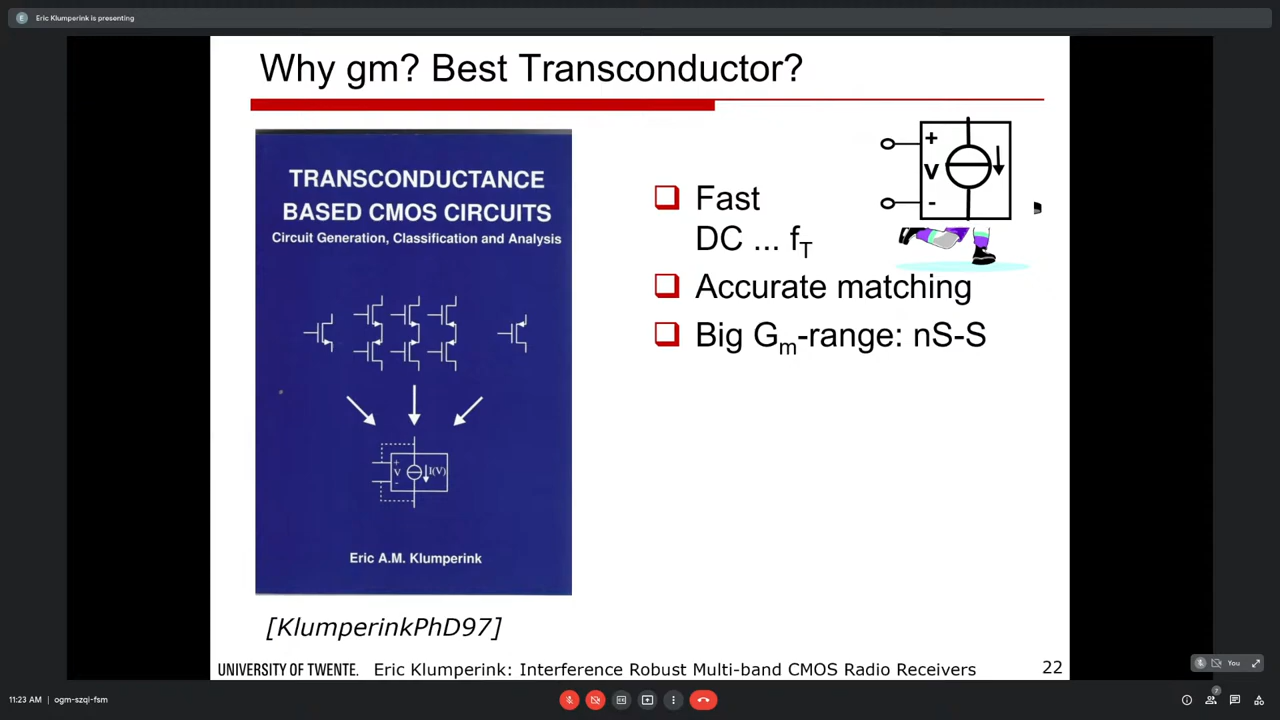 E Eric Klumperink is presenting
Why gm? Best Transconductor?
TRANSCONDUCTANCE
BASED CMOS CIRCUITS
Circuit Generation, Classification and Analysis
+
V
-
I(V)
Eric A.M. Klumperink
[KlumperinkPhD97]
+
V
-
Fast
DC ... fT
Accurate matching
Big Gm-range: nS-S
UNIVERSITY OF TWENTE. Eric Klumperink: Interference Robust Multi-band CMOS Radio Receivers 22
You
11:23 AM | ogm-szqi-fsm
7